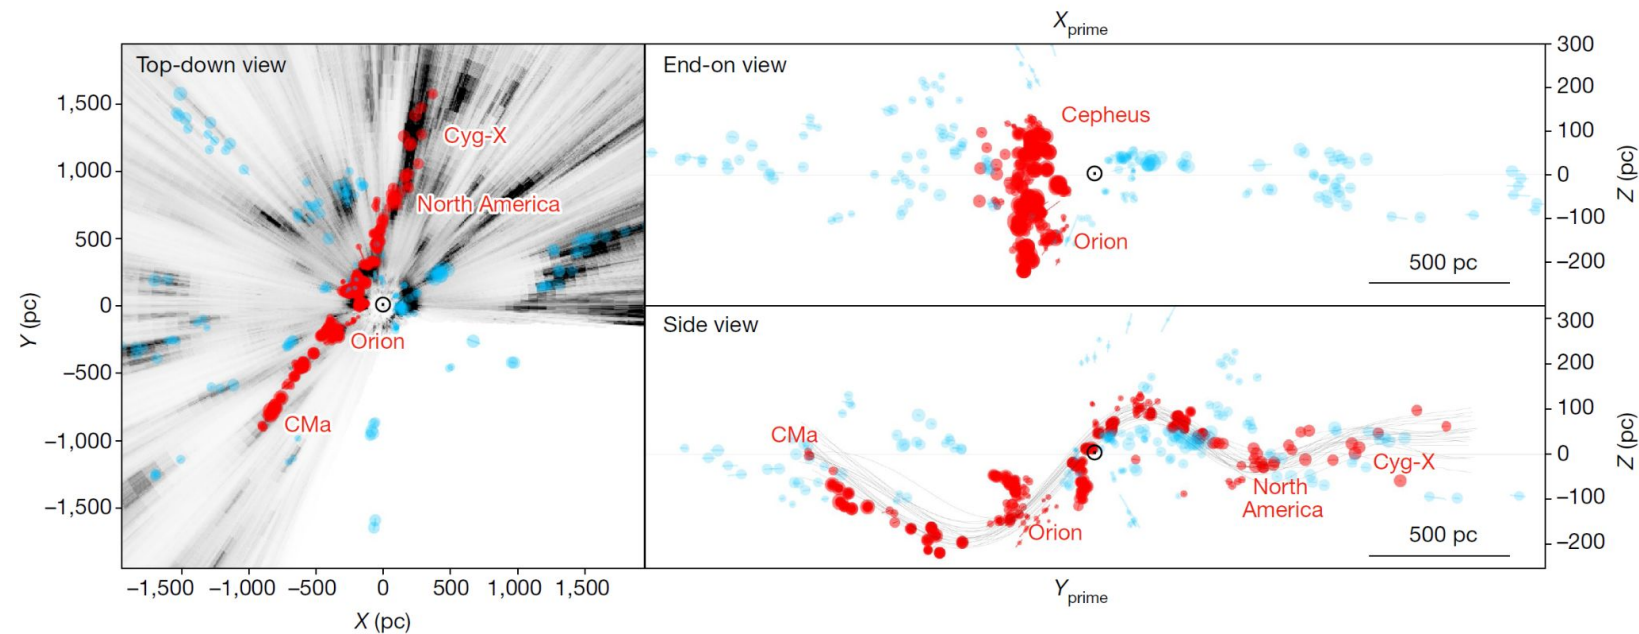 Top-down view
Cyg-X
North America
Orion
CMa
1,500
1,000
500
0
−500
−1,000
−1,500
Y (pc)
−1,500
−1,000
−500
0
500
1,000
1,500
X (pc)
Xprime
End-on view
Cepheus
Orion
500 pc
300
200
100
0
−100
−200
Z (pc)
Side view
CMa
Orion
North
America
Cyg-X
500 pc
300
200
100
0
−100
−200
Z (pc)
Yprime